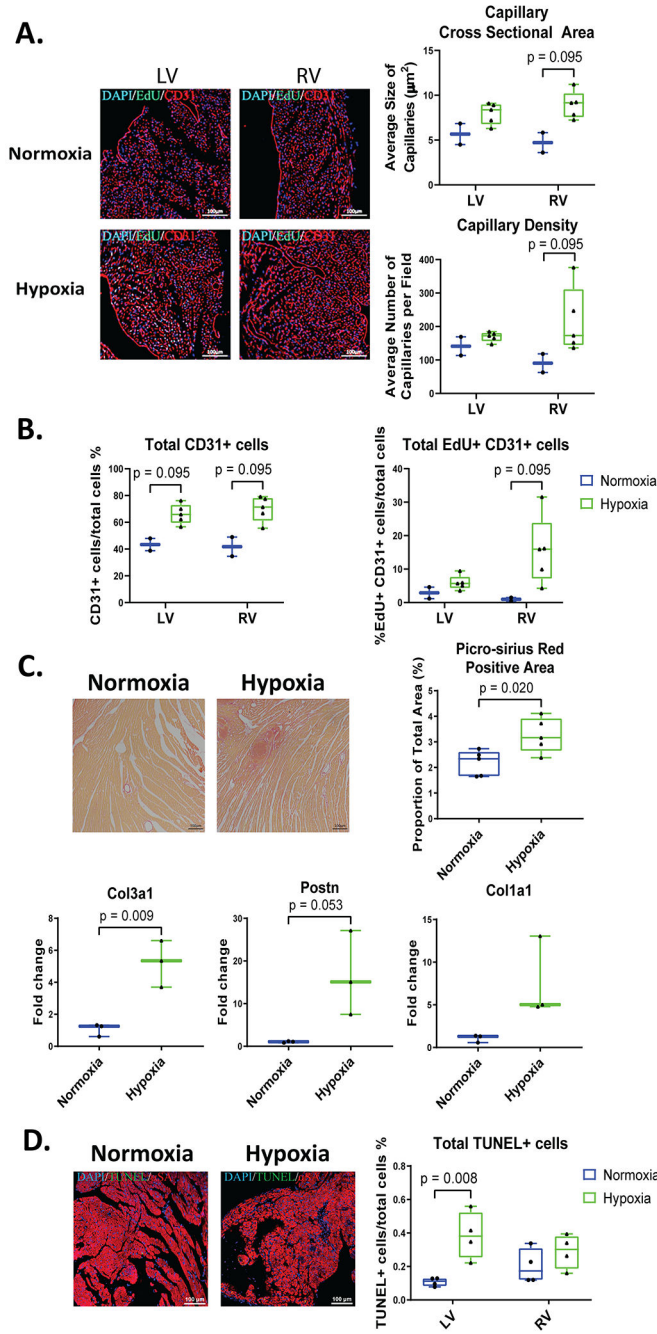 A.
LV
RV
Normoxia
DAPI/EdU/CD31
DAPI/EdU/CD31
100μm
100μm
Hypoxia
DAPI/EdU/CD31
DAPI/EdU/CD31
100μm
100μm
Capillary
Cross Sectional Area
Average Size of
Capillaries (μm²)
15
10
5
0
p = 0.095
LV
RV
Capillary Density
Average Number of
Capillaries per Field
400
300
200
100
0
p = 0.095
LV
RV
B.
Total CD31+ cells
CD31+ cells/total cells %
100
80
60
40
20
0
p = 0.095
p = 0.095
LV
RV
Total EdU+ CD31+ cells
%EdU+ CD31+ cells/total cells
40
30
20
10
0
p = 0.095
LV
RV
Normoxia
Hypoxia
C.
Normoxia
Hypoxia
Picro-sirius Red
Positive Area
Proportion of Total Area (%)
5
4
3
2
1
0
p = 0.020
Normoxia
Hypoxia
Col3a1
Fold change
8
6
4
2
0
p = 0.009
Normoxia
Hypoxia
Postn
Fold change
30
20
10
0
p = 0.053
Normoxia
Hypoxia
Col1a1
Fold change
15
10
5
0
Normoxia
Hypoxia
D.
Normoxia
Hypoxia
DAPI/TUNEL/αSA
DAPI/TUNEL/αSA
100 μm
100 μm
Total TUNEL+ cells
TUNEL+ cells/total cells %
0.8
0.6
0.4
0.2
0.0
p = 0.008
LV
RV
Normoxia
Hypoxia